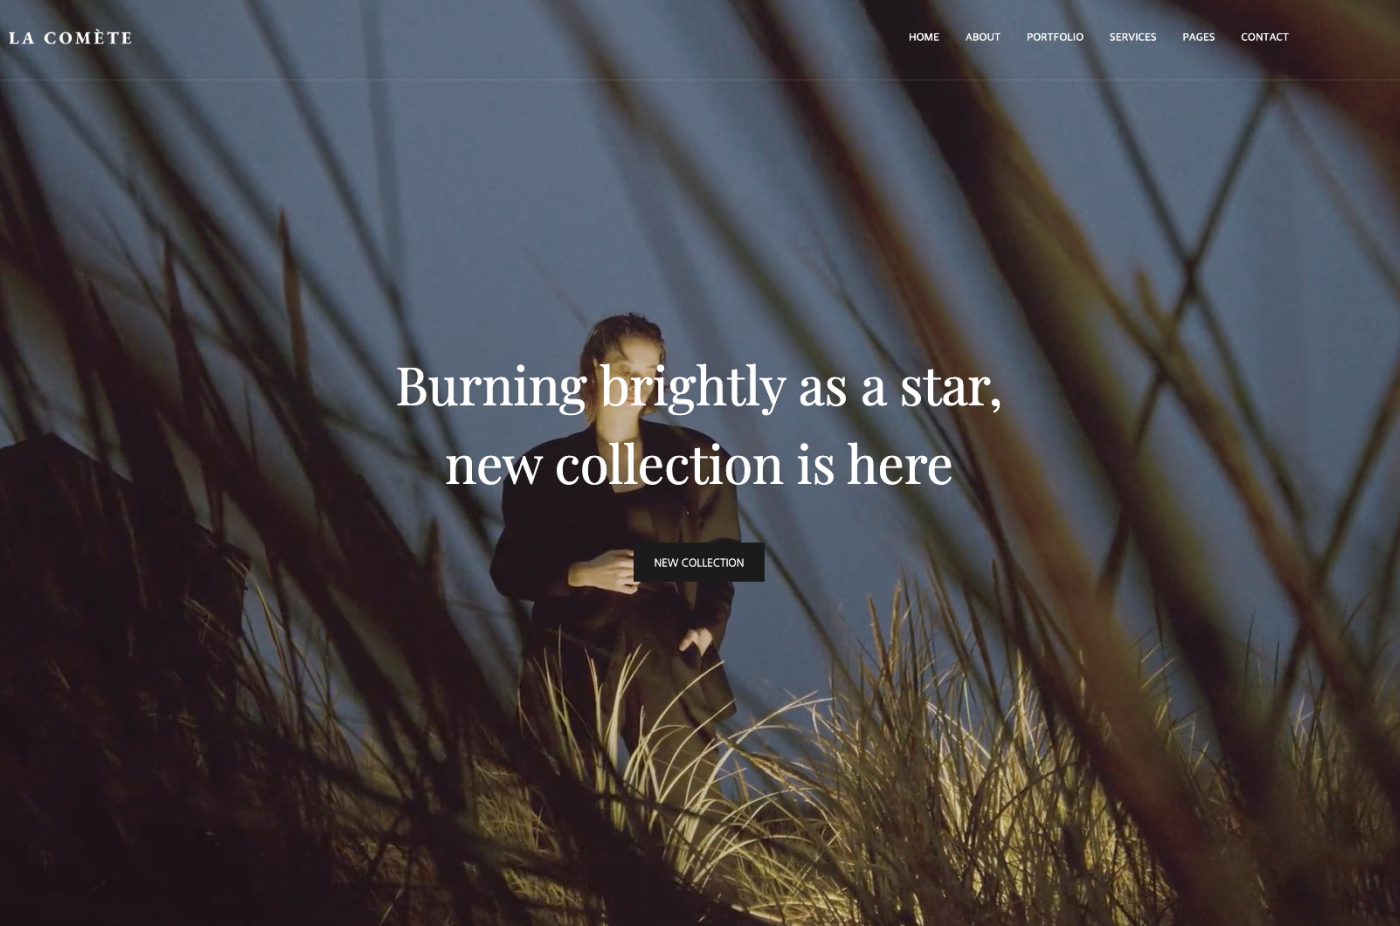 LA COMÈTE
HOME ABOUT PORTFOLIO SERVICES PAGES CONTACT
Burning brightly as a star,
new collection is here
NEW COLLECTION